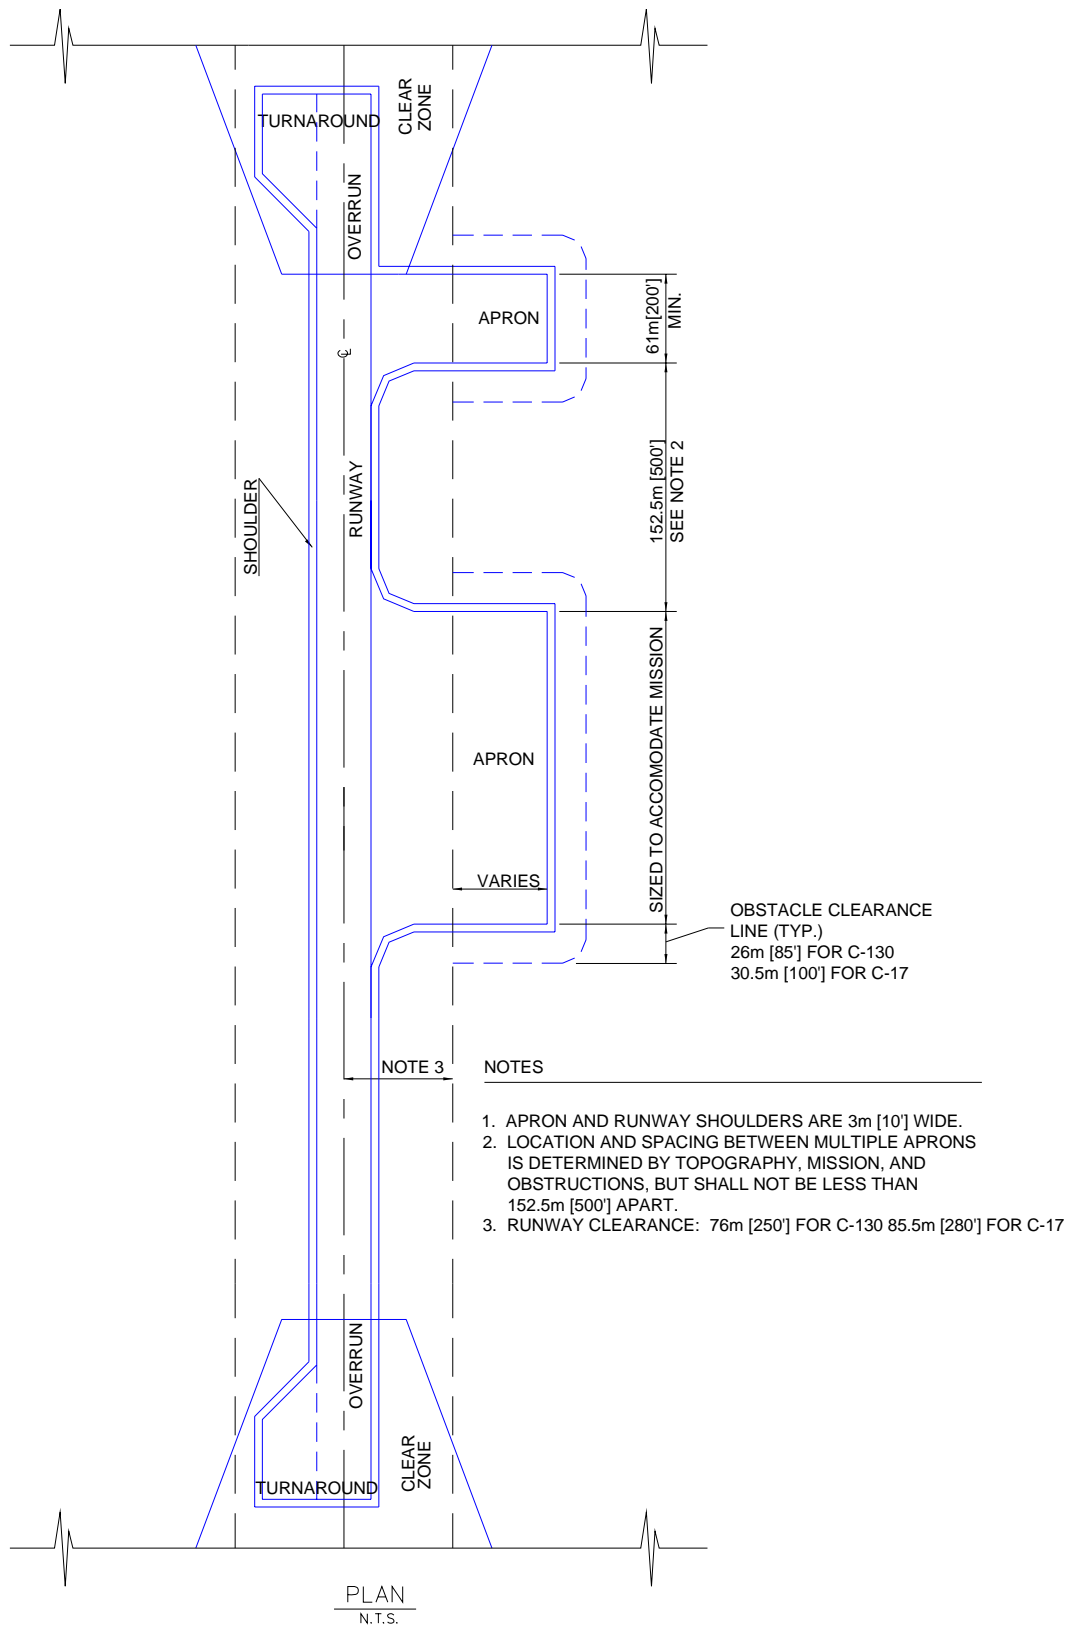 TURNAROUND
CLEAR
ZONE
OVERRUN
APRON
61m[200']
MIN.
℄
SHOULDER
RUNWAY
152.5m [500']
SEE NOTE 2
APRON
VARIES
SIZED TO ACCOMODATE MISSION
OBSTACLE CLEARANCE
LINE (TYP.)
26m [85'] FOR C-130
30.5m [100'] FOR C-17
NOTE 3
NOTES
1. APRON AND RUNWAY SHOULDERS ARE 3m [10'] WIDE.
2. LOCATION AND SPACING BETWEEN MULTIPLE APRONS
IS DETERMINED BY TOPOGRAPHY, MISSION, AND
OBSTRUCTIONS, BUT SHALL NOT BE LESS THAN
152.5m [500'] APART.
3. RUNWAY CLEARANCE: 76m [250'] FOR C-130 85.5m [280'] FOR C-17
OVERRUN
CLEAR
ZONE
TURNAROUND
PLAN
N.T.S.